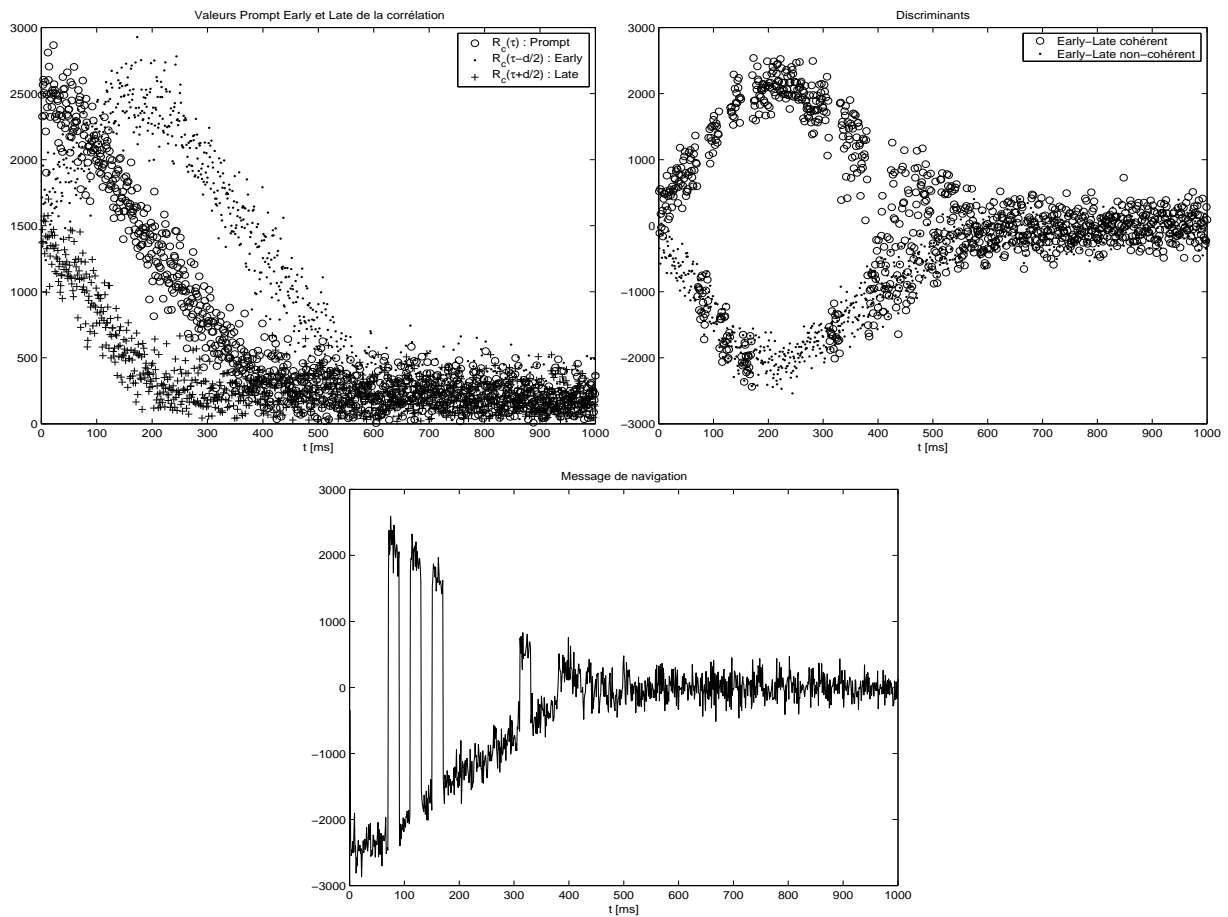 Valeurs Prompt Early et Late de la corrélation
3000
2500
2000
1500
1000
500
0
R_c(τ) : Prompt
R_c(τ−d/2) : Early
R_c(τ+d/2) : Late
0 100 200 300 400 500 600 700 800 900 1000
t [ms]
Discriminants
3000
2000
1000
0
−1000
−2000
−3000
Early−Late cohérent
Early−Late non−cohérent
0 100 200 300 400 500 600 700 800 900 1000
t [ms]
Message de navigation
3000
2000
1000
0
−1000
−2000
−3000
0 100 200 300 400 500 600 700 800 900 1000
t [ms]